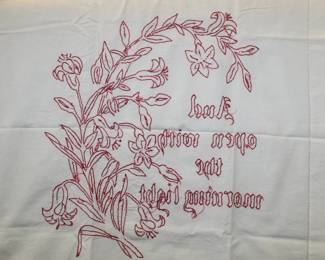 And
open with
the
morning light